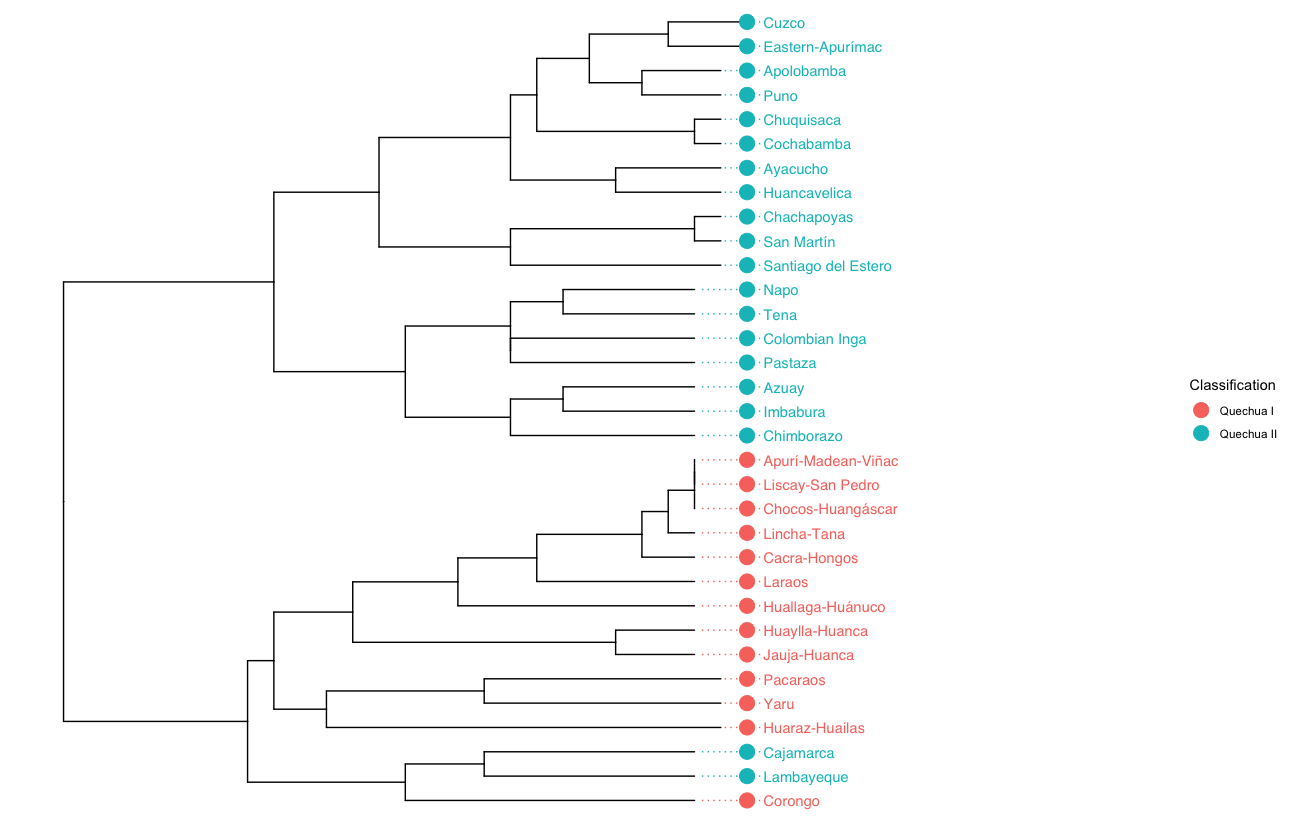 Cuzco
Eastern-Apurímac
Apolobamba
Puno
Chuquisaca
Cochabamba
Ayacucho
Huancavelica
Chachapoyas
San Martín
Santiago del Estero
Napo
Tena
Colombian Inga
Pastaza
Azuay
Imbabura
Chimborazo
Apurí-Madean-Viñac
Liscay-San Pedro
Chocos-Huangáscar
Lincha-Tana
Cacra-Hongos
Laraos
Huallaga-Huánuco
Huaylla-Huanca
Jauja-Huanca
Pacaraos
Yaru
Huaraz-Huailas
Cajamarca
Lambayeque
Corongo
Classification
Quechua I
Quechua II